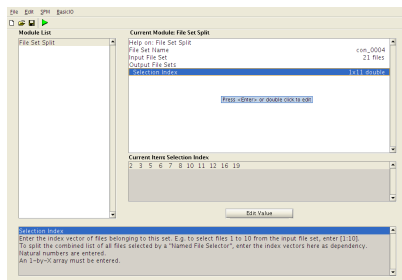 File Edit SPM BasicIO
Module List
Current Module: File Set Split
File Set Split
Help on: File Set Split
File Set Name con_0004
Input File Set 21 files
Output File Sets
Selection Index 1x11 double
Press <Enter> or double click to edit
Current Item: Selection Index
2 3 5 6 7 8 10 11 12 16 19
Edit Value
Selection Index
Enter the index vector of files belonging to this set. E.g. to select files 1 to 10 from the input file set, enter [1:10].
To split the combined list of all files selected by a "Named File Selector", enter the index vectors here as dependency.
Natural numbers are entered.
An 1-by-X array must be entered.